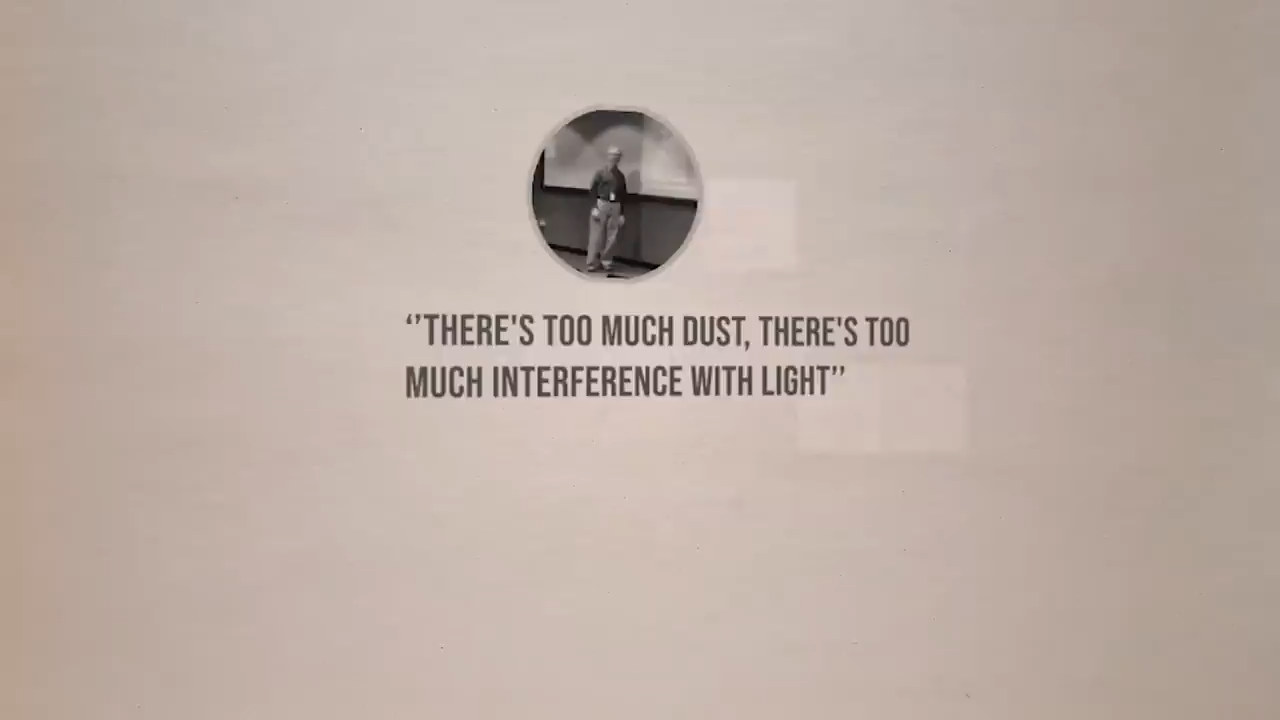 ‘’THERE'S TOO MUCH DUST, THERE'S TOO
MUCH INTERFERENCE WITH LIGHT’’